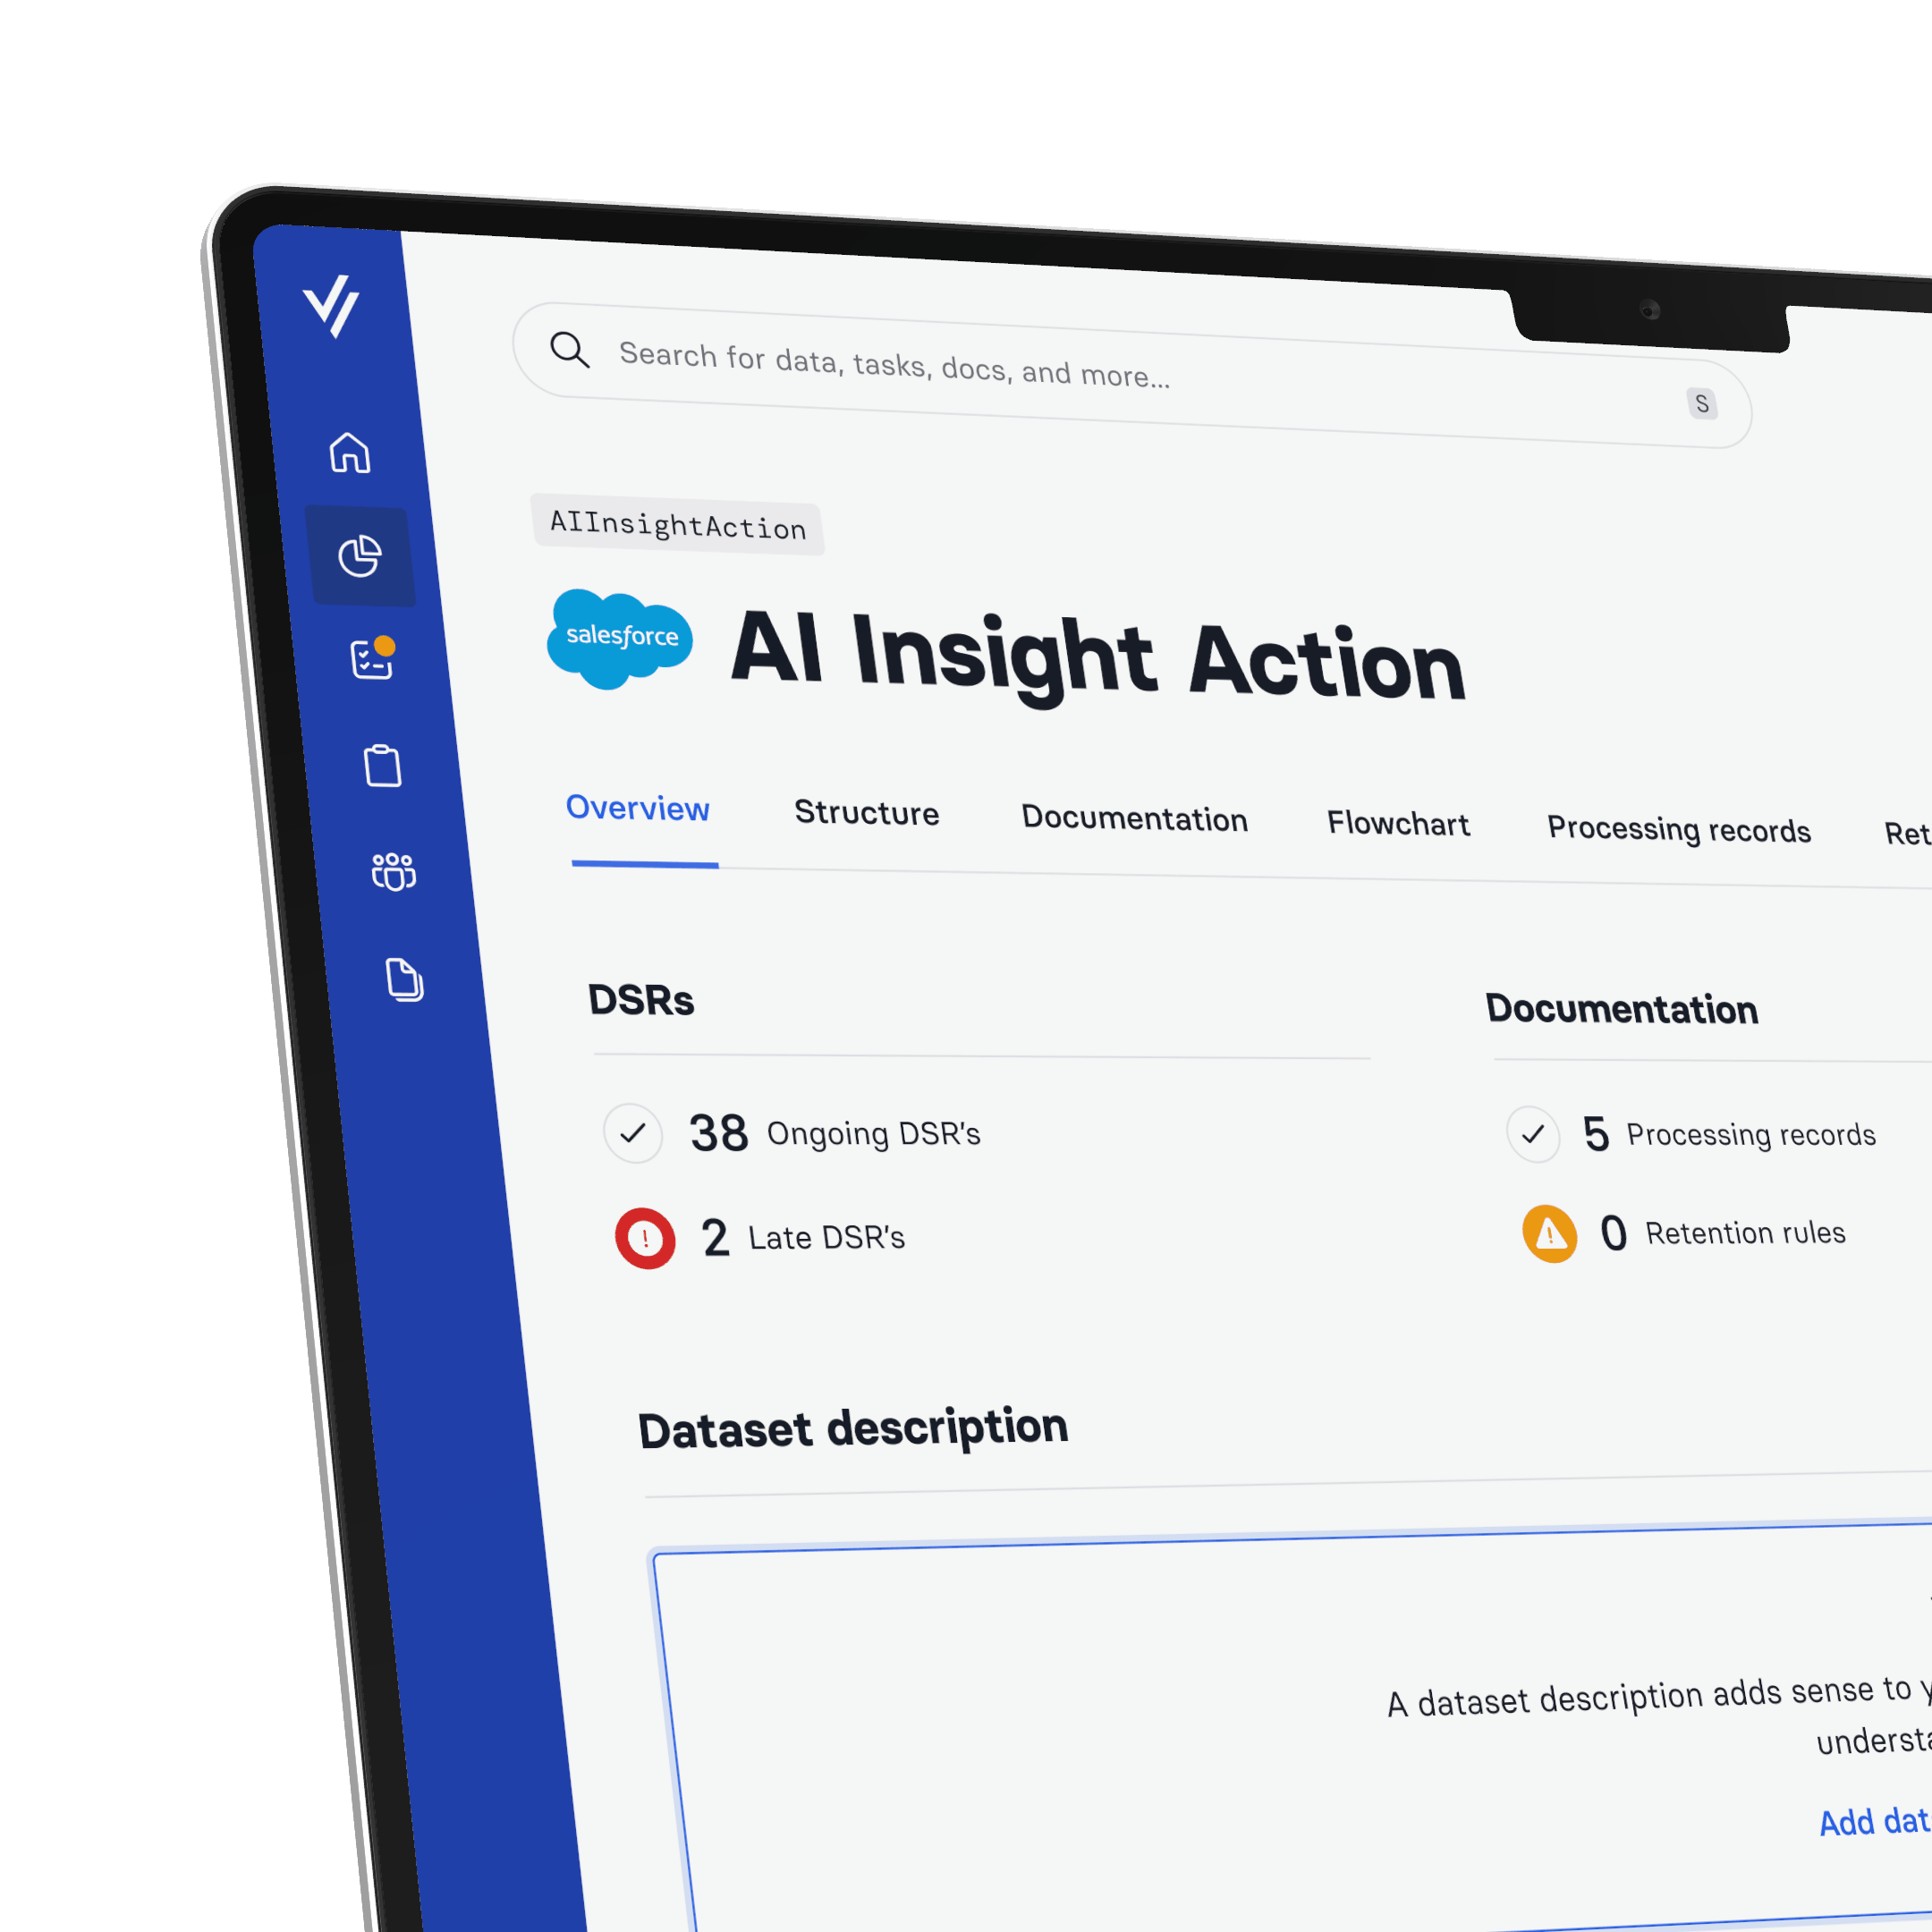 Search for data, tasks, docs, and more...
S
AIInsightAction
salesforce
AI Insight Action
Overview Structure Documentation Flowchart Processing records Ret
DSRs
38 Ongoing DSR's
2 Late DSR's
Documentation
5 Processing records
0 Retention rules
Dataset description
A dataset description adds sense to y
understa
Add dat